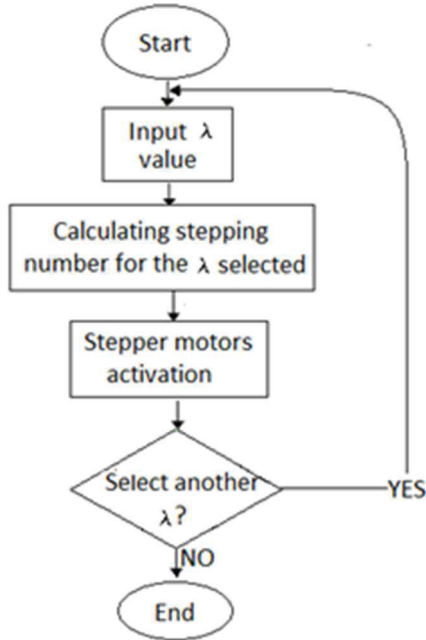 Start
Input λ
value
Calculating stepping
number for the λ selected
Stepper motors
activation
Select another
λ?
YES
NO
End